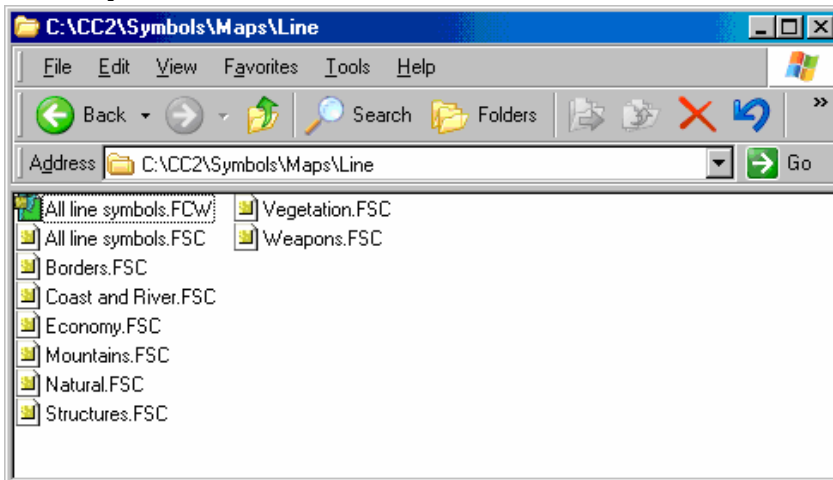 C:\CC2\Symbols\Maps\Line
File Edit View Favorites Tools Help
Back Search Folders »
Address C:\CC2\Symbols\Maps\Line Go
All line symbols.FCW Vegetation.FSC
All line symbols.FSC Weapons.FSC
Borders.FSC
Coast and River.FSC
Economy.FSC
Mountains.FSC
Natural.FSC
Structures.FSC